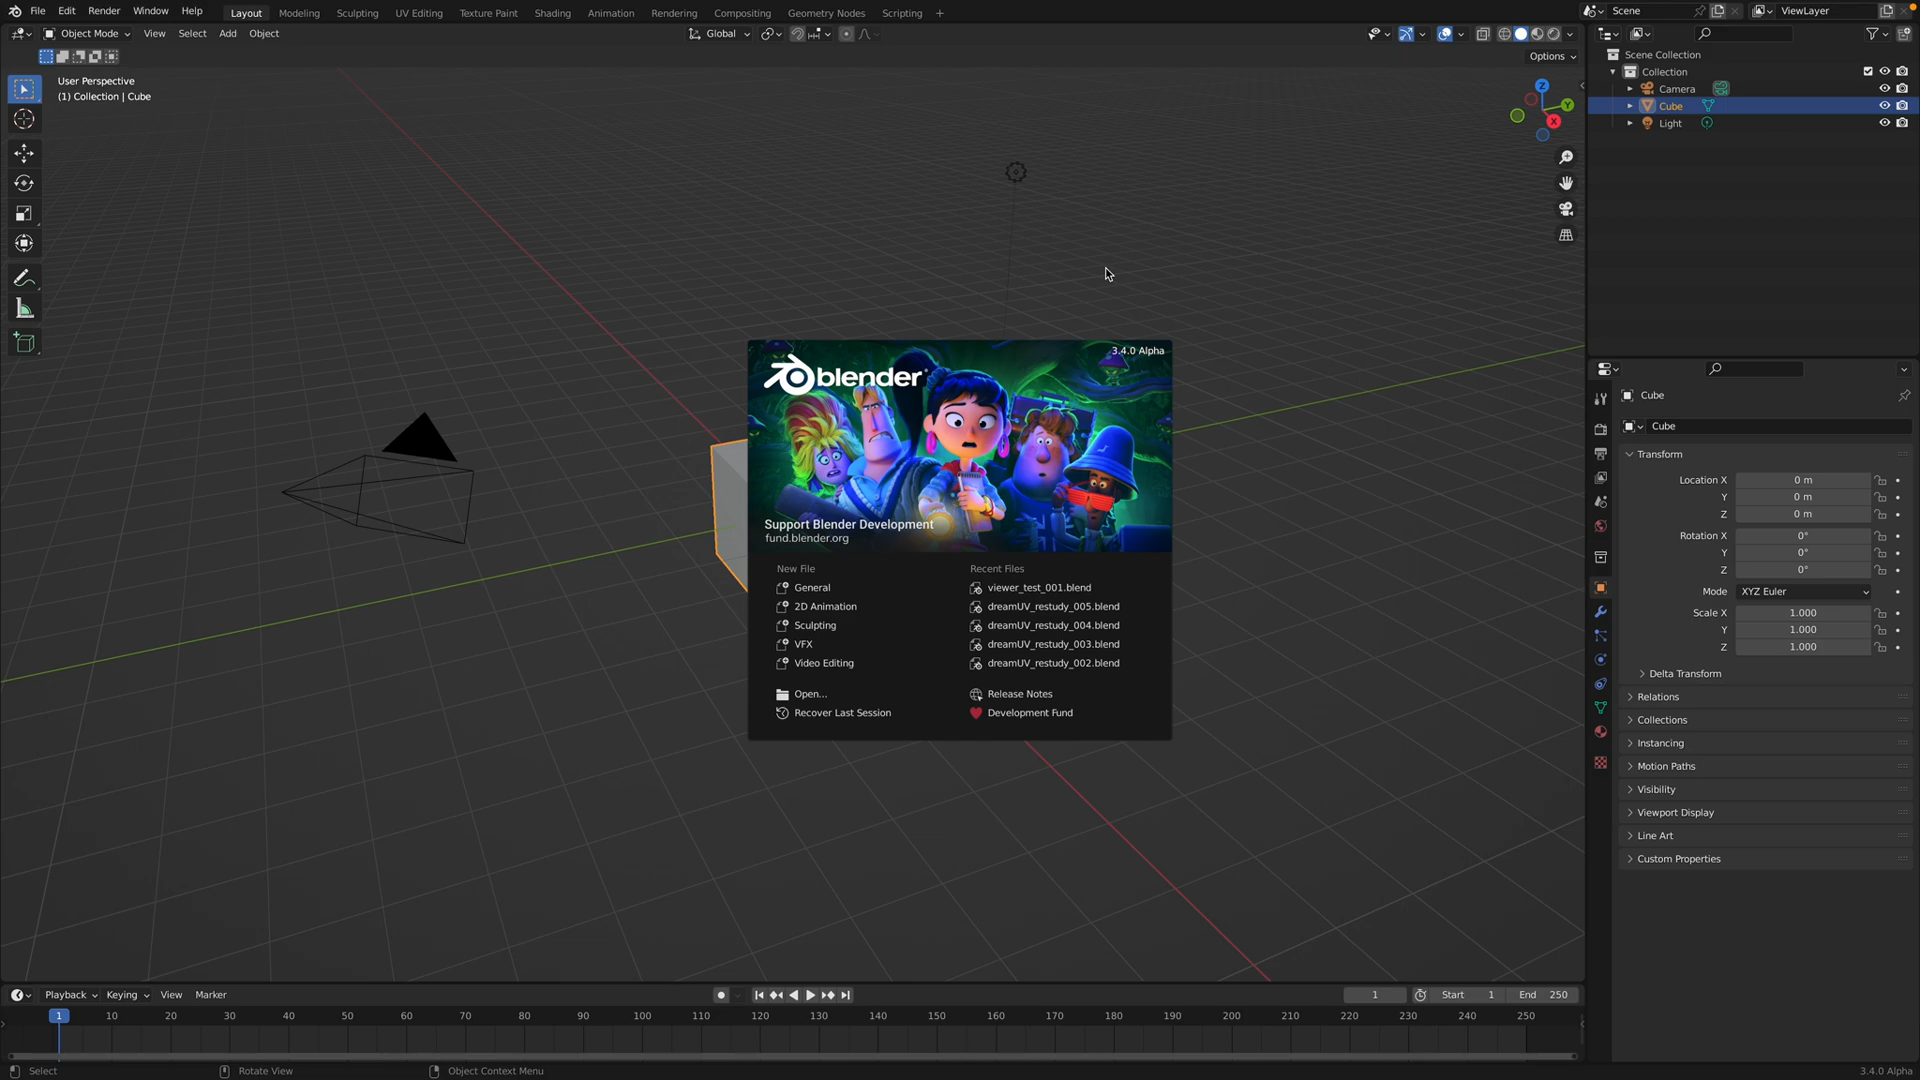 File Edit Render Window Help Layout Modeling Sculpting UV Editing Texture Paint Shading Animation Rendering Compositing Geometry Nodes Scripting + Scene ViewLayer
Object Mode View Select Add Object Global
Options
User Perspective
(1) Collection | Cube
Z
Y
X
Scene Collection
Collection
Camera
Cube
Light
3.4.0 Alpha
blender
Support Blender Development
fund.blender.org
New File
General
2D Animation
Sculpting
VFX
Video Editing
Open...
Recover Last Session
Recent Files
viewer_test_001.blend
dreamUV_restudy_005.blend
dreamUV_restudy_004.blend
dreamUV_restudy_003.blend
dreamUV_restudy_002.blend
Release Notes
Development Fund
Cube
Cube
Transform
Location X 0 m
Y 0 m
Z 0 m
Rotation X 0°
Y 0°
Z 0°
Mode XYZ Euler
Scale X 1.000
Y 1.000
Z 1.000
Delta Transform
Relations
Collections
Instancing
Motion Paths
Visibility
Viewport Display
Line Art
Custom Properties
Playback Keying View Marker 1 Start 1 End 250
1 10 20 30 40 50 60 70 80 90 100 110 120 130 140 150 160 170 180 190 200 210 220 230 240 250
Select Rotate View Object Context Menu 3.4.0 Alpha